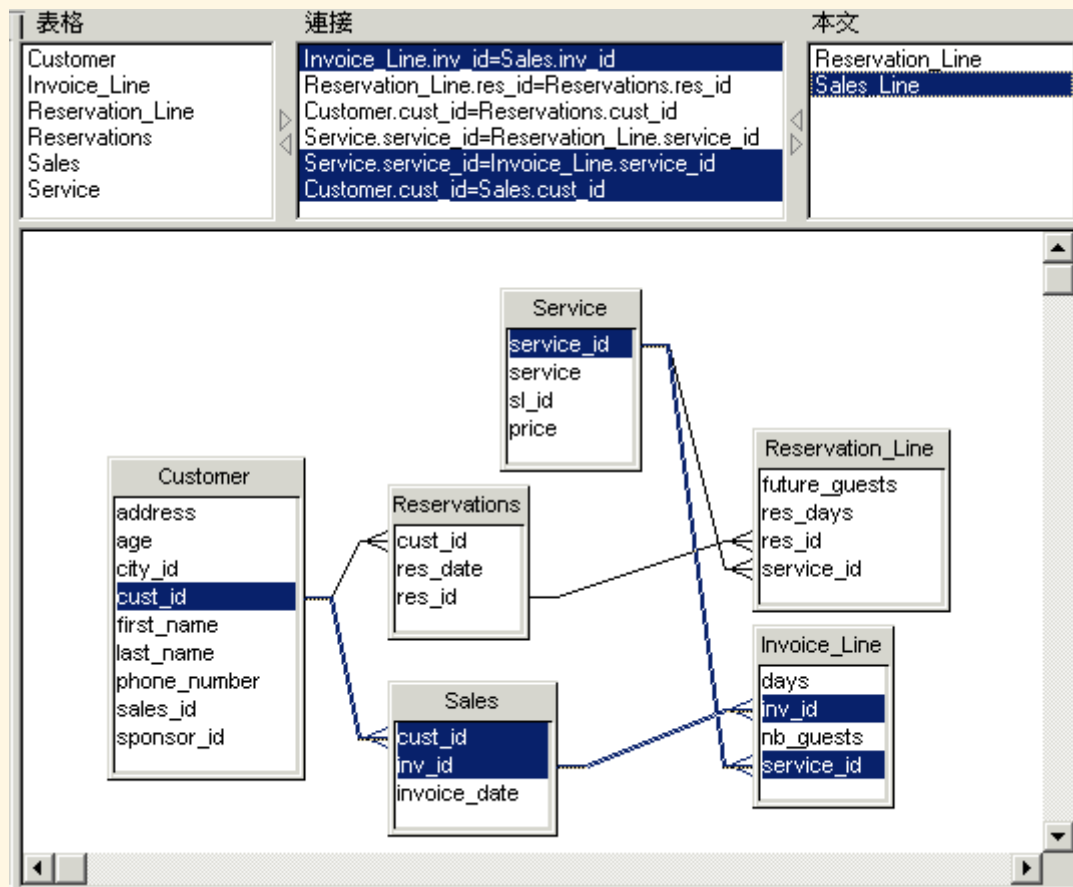 表格
Customer
Invoice_Line
Reservation_Line
Reservations
Sales
Service
連接
Invoice_Line.inv_id=Sales.inv_id
Reservation_Line.res_id=Reservations.res_id
Customer.cust_id=Reservations.cust_id
Service.service_id=Reservation_Line.service_id
Service.service_id=Invoice_Line.service_id
Customer.cust_id=Sales.cust_id
本文
Reservation_Line
Sales_Line
Service
service_id
service
sl_id
price
Customer
address
age
city_id
cust_id
first_name
last_name
phone_number
sales_id
sponsor_id
Reservations
cust_id
res_date
res_id
Sales
cust_id
inv_id
invoice_date
Reservation_Line
future_guests
res_days
res_id
service_id
Invoice_Line
days
inv_id
nb_guests
service_id